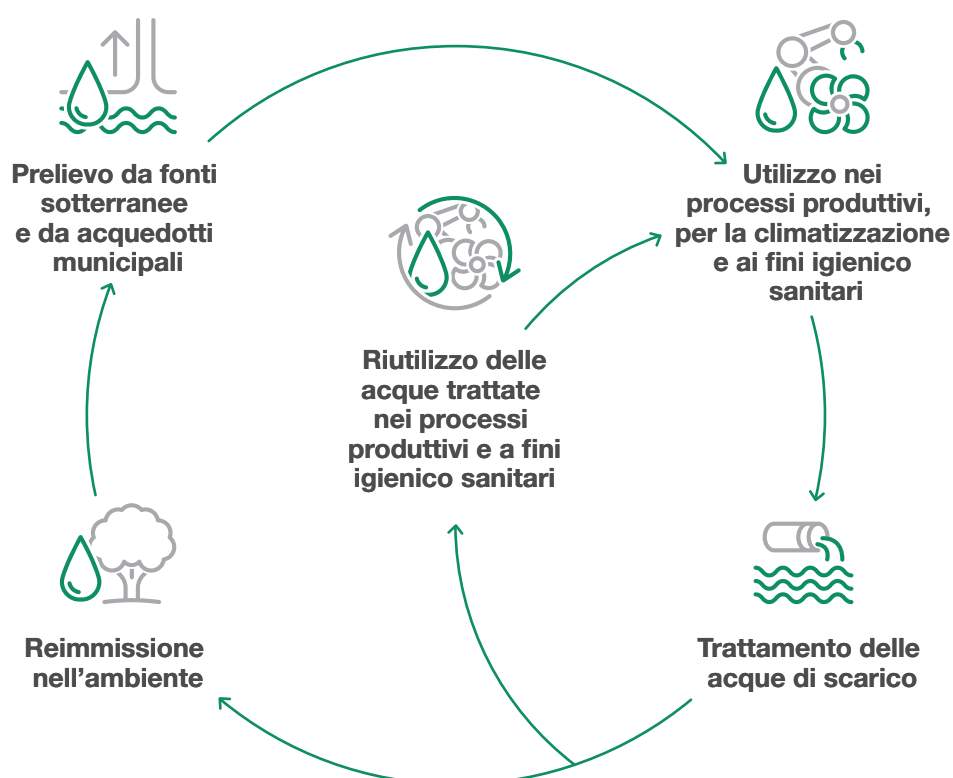 Prelievo da fonti
sotterranee
e da acquedotti
municipali
Utilizzo nei
processi produttivi,
per la climatizzazione
e ai fini igienico
sanitari
Riutilizzo delle
acque trattate
nei processi
produttivi e a fini
igienico sanitari
Reimmissione
nell’ambiente
Trattamento delle
acque di scarico